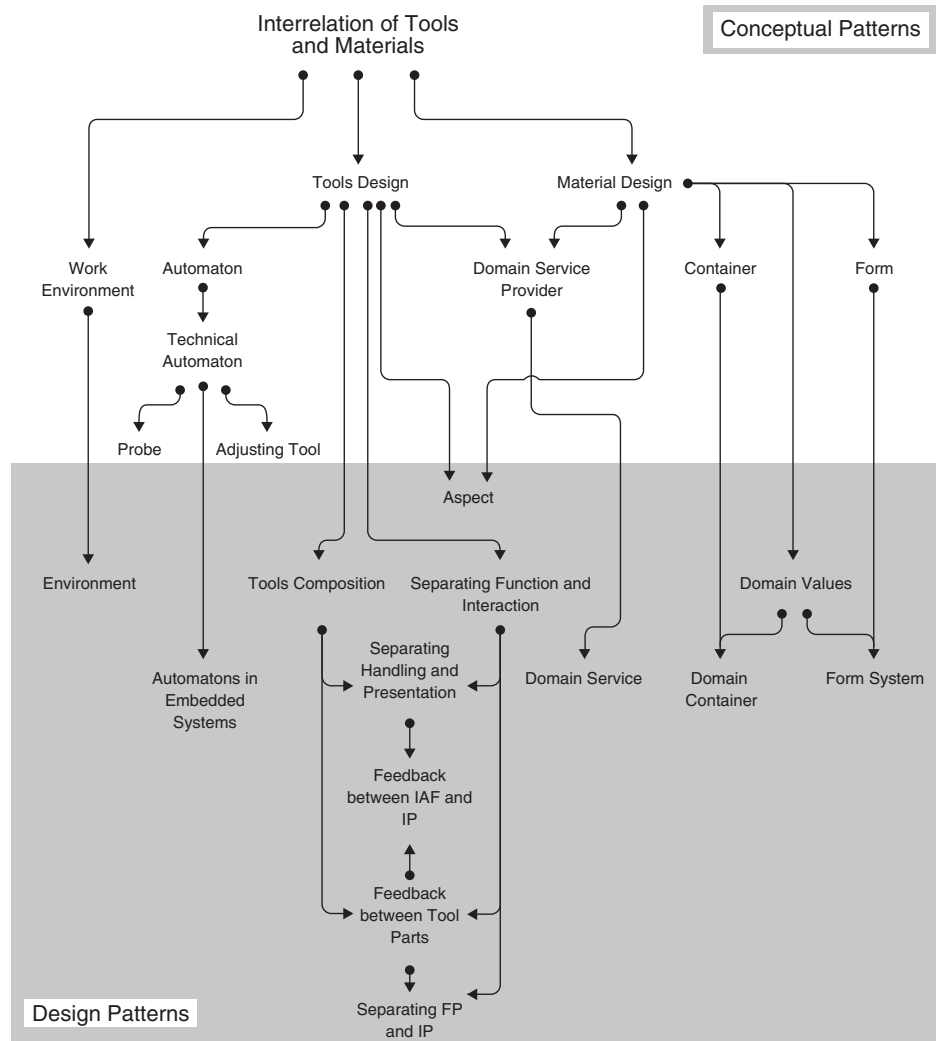 Interrelation of Tools
and Materials
Conceptual Patterns
Tools Design
Material Design
Work
Environment
Automaton
Domain Service
Provider
Container
Form
Technical
Automaton
Probe
Adjusting Tool
Aspect
Environment
Tools Composition
Separating Function and
Interaction
Domain Values
Automatons in
Embedded
Systems
Separating
Handling and
Presentation
Domain Service
Domain
Container
Form System
Feedback
between IAF and
IP
Feedback
between Tool
Parts
Separating FP
and IP
Design Patterns